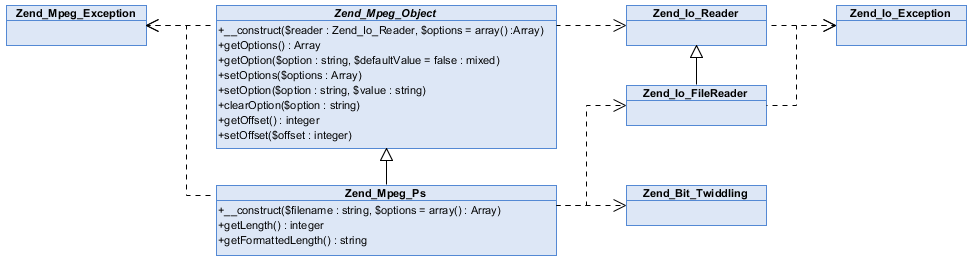 Zend_Mpeg_Exception
Zend_Mpeg_Object
+__construct($reader : Zend_Io_Reader, $options = array() :Array)
+getOptions() : Array
+getOption($option : string, $defaultValue = false : mixed)
+setOptions($options : Array)
+setOption($option : string, $value : string)
+clearOption($option : string)
+getOffset() : integer
+setOffset($offset : integer)
Zend_Io_Reader
Zend_Io_Exception
Zend_Io_FileReader
Zend_Mpeg_Ps
+__construct($filename : string, $options = array() : Array)
+getLength() : integer
+getFormattedLength() : string
Zend_Bit_Twiddling